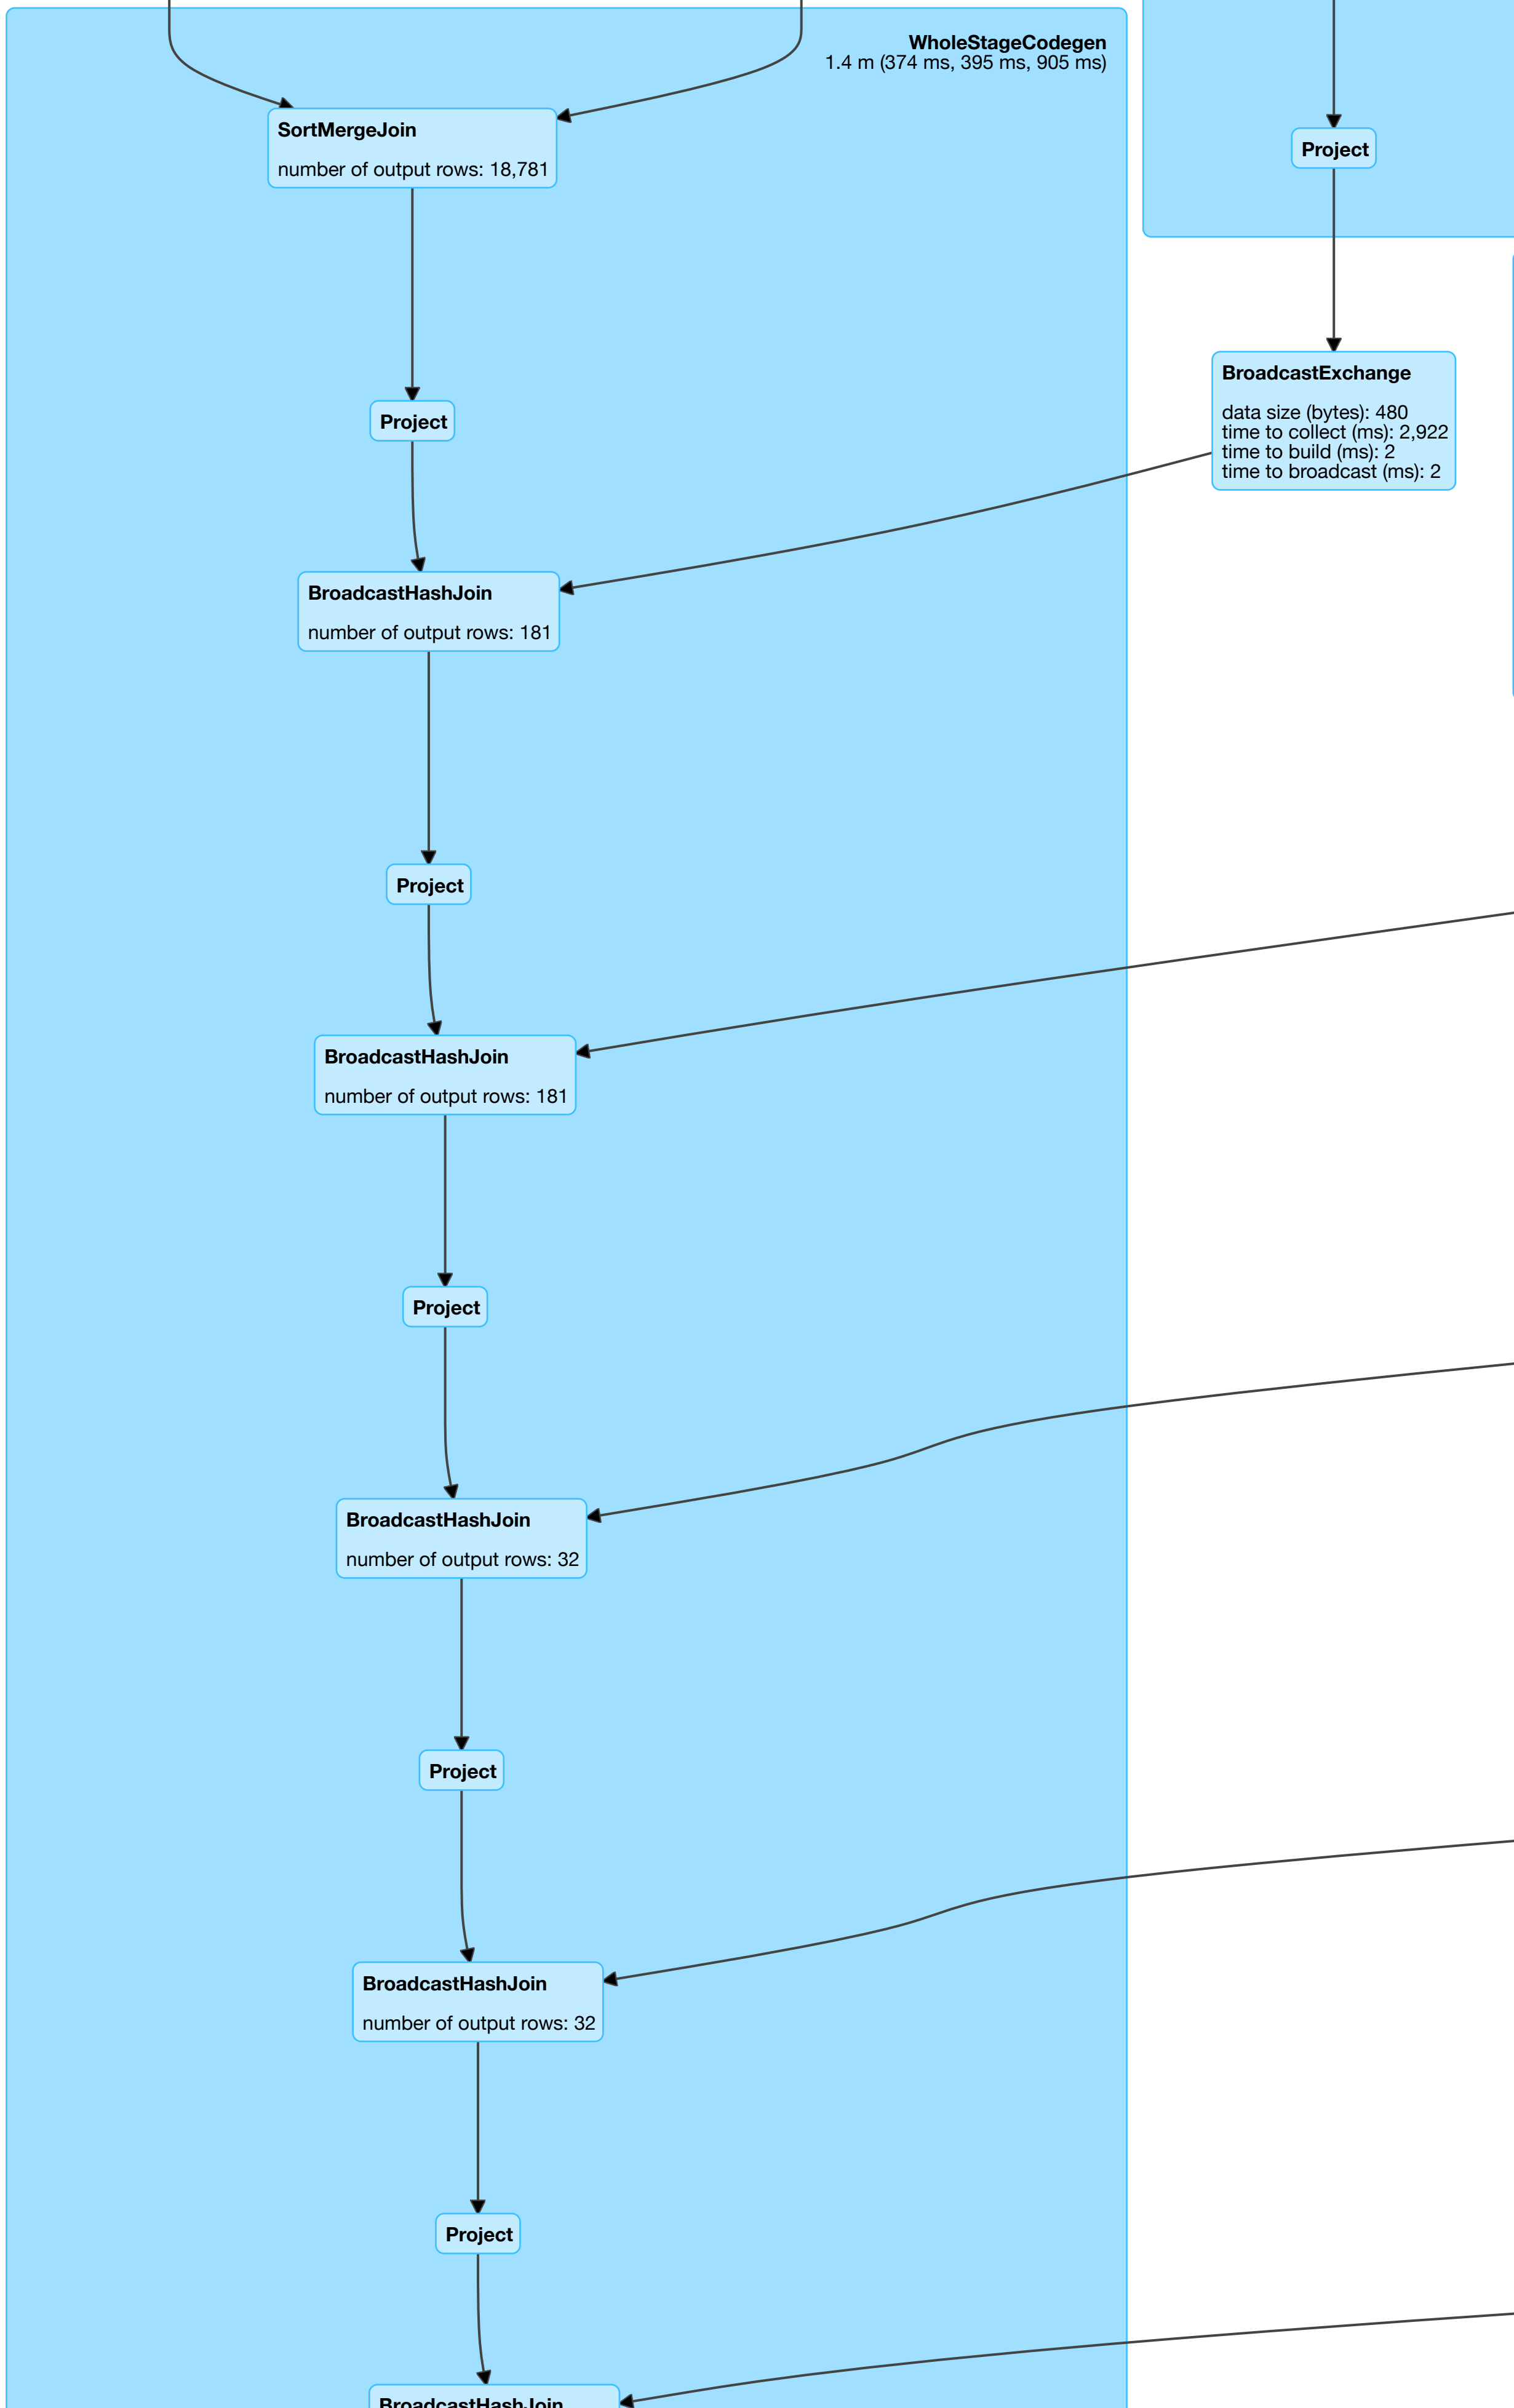 WholeStageCodegen
1.4 m (374 ms, 395 ms, 905 ms)
SortMergeJoin
number of output rows: 18,781
Project
Project
BroadcastExchange
data size (bytes): 480
time to collect (ms): 2,922
time to build (ms): 2
time to broadcast (ms): 2
BroadcastHashJoin
number of output rows: 181
Project
BroadcastHashJoin
number of output rows: 181
Project
BroadcastHashJoin
number of output rows: 32
Project
BroadcastHashJoin
number of output rows: 32
Project
BroadcastHashJoin